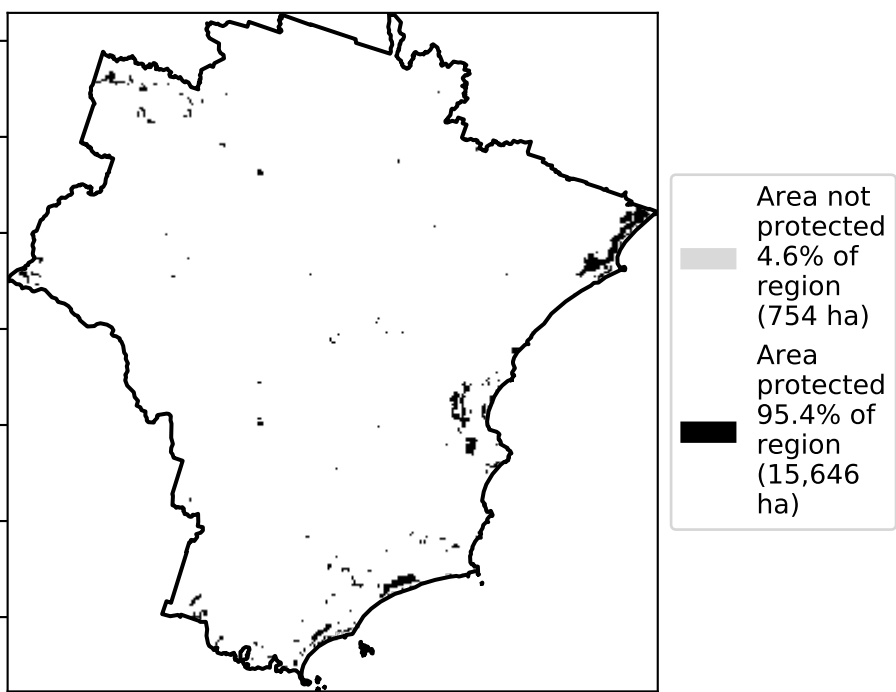 Area not
protected
4.6% of
region
(754 ha)
Area
protected
95.4% of
region
(15,646
ha)